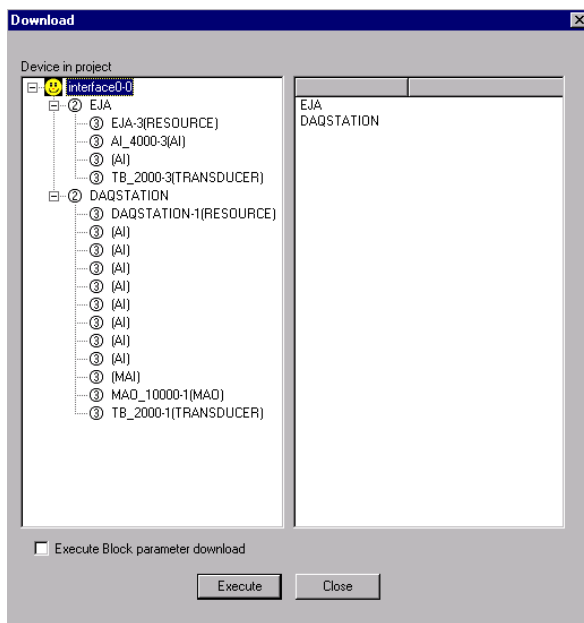 Download
Device in project
interface0-0
② EJA
③ EJA-3(RESOURCE)
③ AI_4000-3(AI)
③ (AI)
③ TB_2000-3(TRANSDUCER)
② DAQSTATION
③ DAQSTATION-1(RESOURCE)
③ (AI)
③ (AI)
③ (AI)
③ (AI)
③ (AI)
③ (AI)
③ (AI)
③ (AI)
③ (MAI)
③ MAO_10000-1(MAO)
③ TB_2000-1(TRANSDUCER)
EJA
DAQSTATION
Execute Block parameter download
Execute
Close